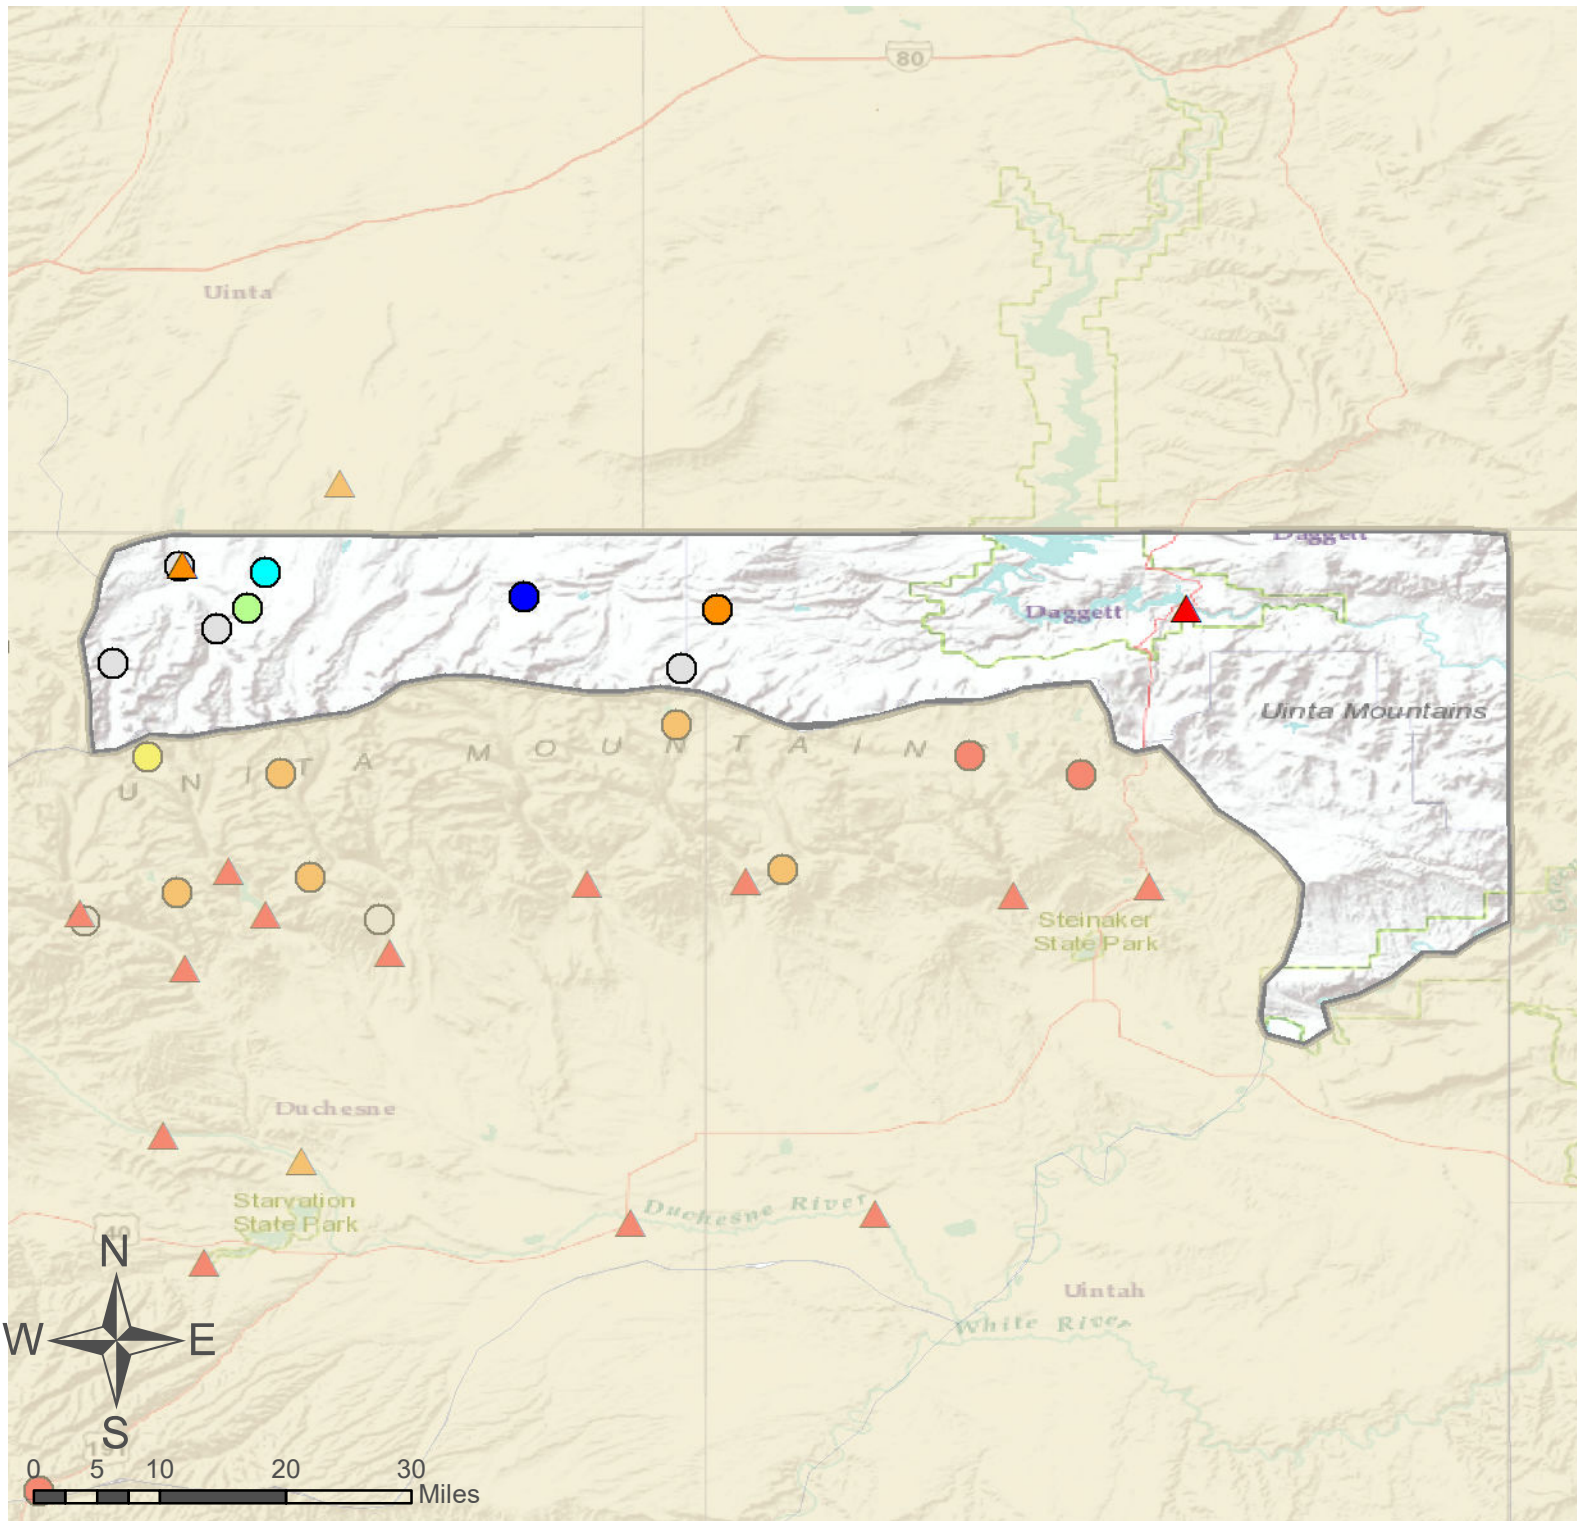 80
Uinta
Daggett
Daggett
Uinta Mountains
U N I T A M O U N T A I N S
Steinaker
State Park
Duchesne
Starvation
State Park
Duchesne River
40
N
W E
S
Uintah
White River
191
0 5 10 20 30
Miles